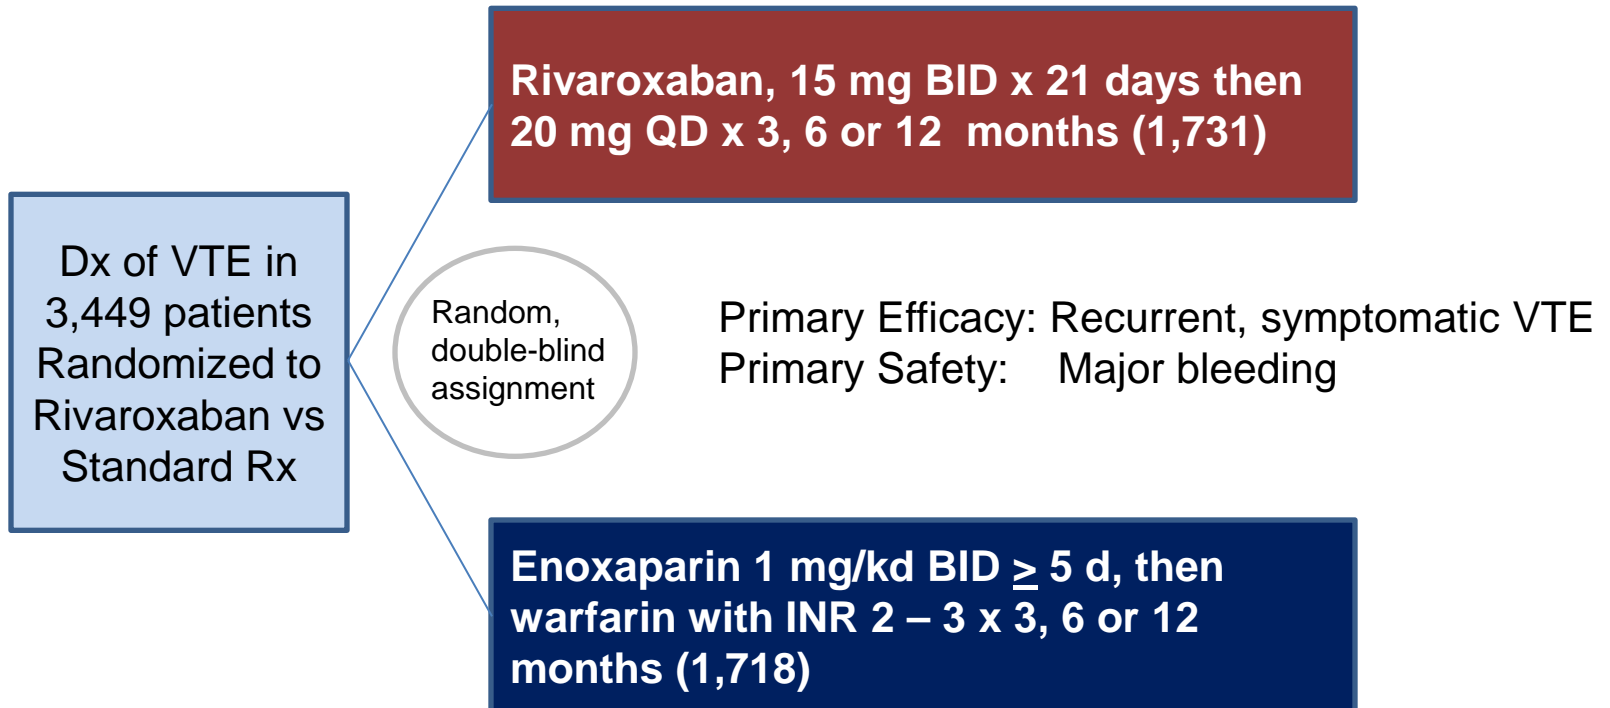 Rivaroxaban, 15 mg BID x 21 days then
20 mg QD x 3, 6 or 12 months (1,731)
Dx of VTE in
3,449 patients
Randomized to
Rivaroxaban vs
Standard Rx
Random,
double-blind
assignment
Primary Efficacy: Recurrent, symptomatic VTE
Primary Safety: Major bleeding
Enoxaparin 1 mg/kd BID ≥ 5 d, then
warfarin with INR 2 – 3 x 3, 6 or 12
months (1,718)